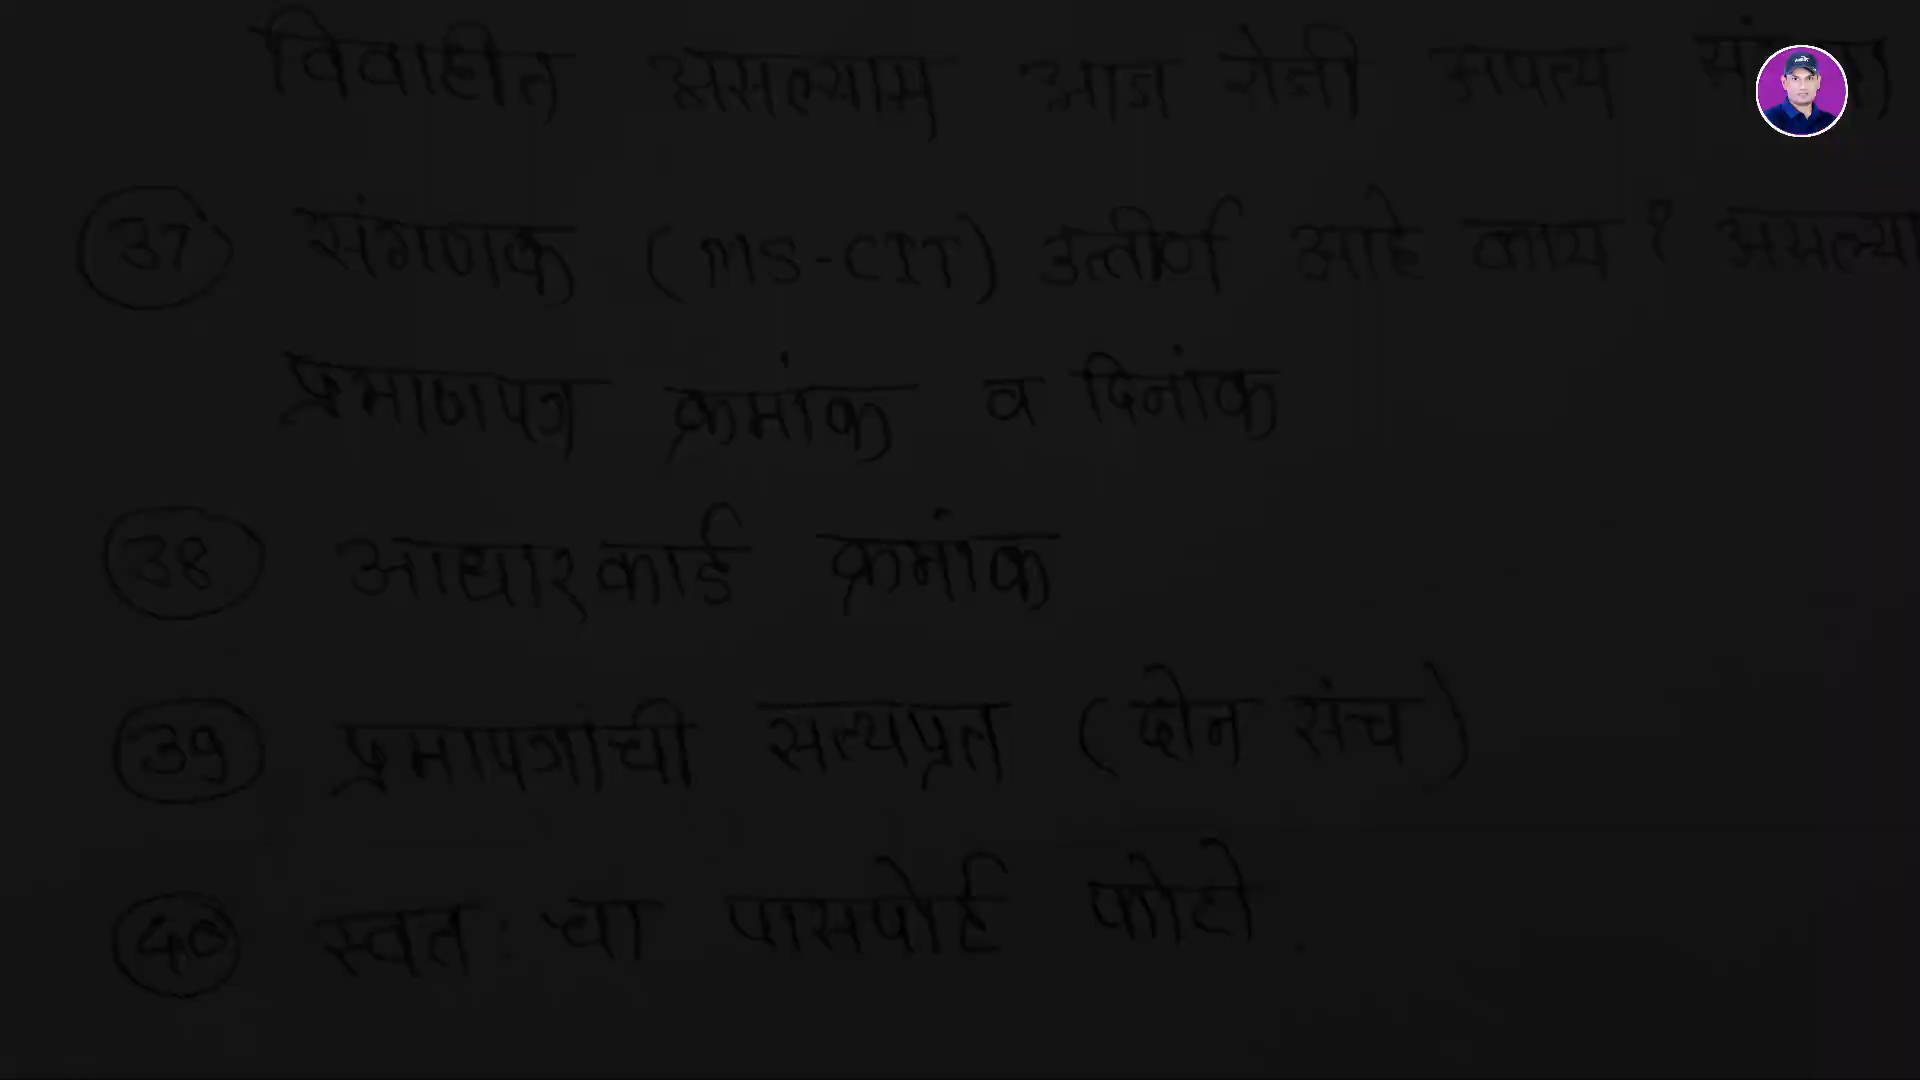 विवाहीत असल्यास आज रोजी अपत्य
37 संगणक (MS-CIT) उत्तीर्ण आहे काय? असल्या
प्रमाणपत्र क्रमांक व दिनांक
38 आधारकार्ड क्रमांक
39 प्रमापत्रांची सत्यप्रत (दोन संच)
40 स्वतःचा पासपोर्ट फोटो.